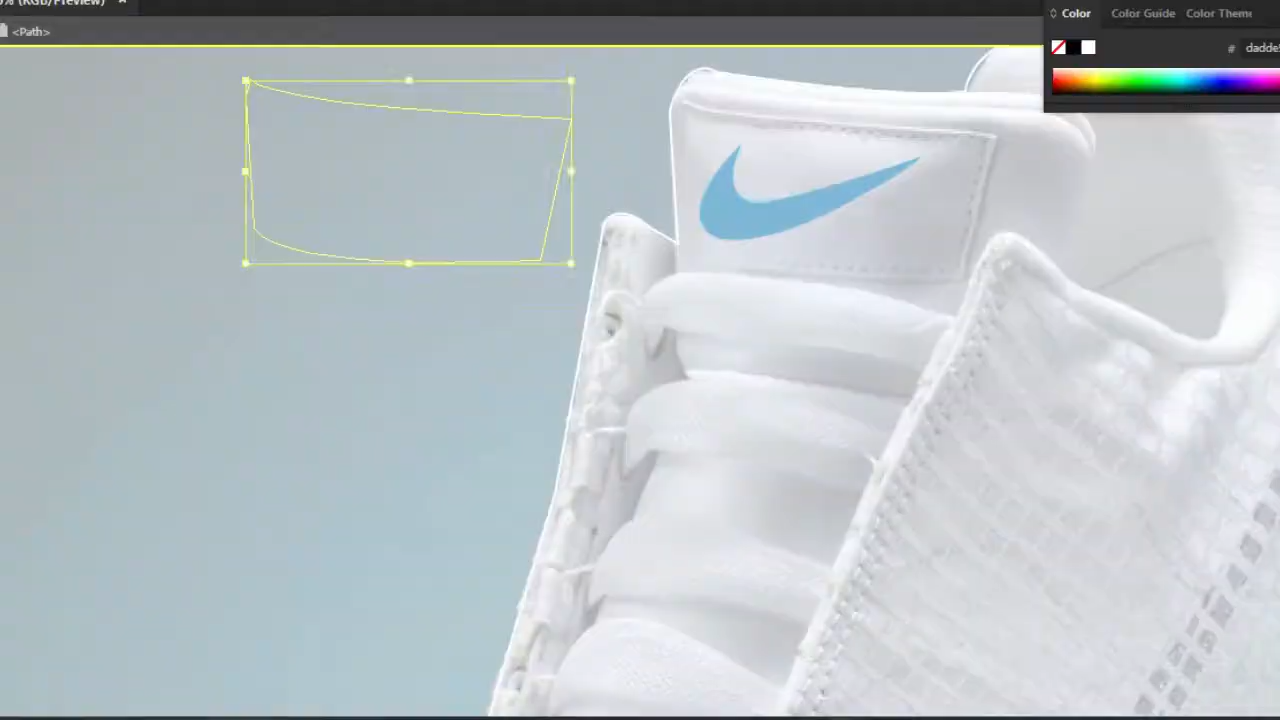 % (RGB/Preview)
<Path>
Color
Color Guide
Color Theme
# dadde